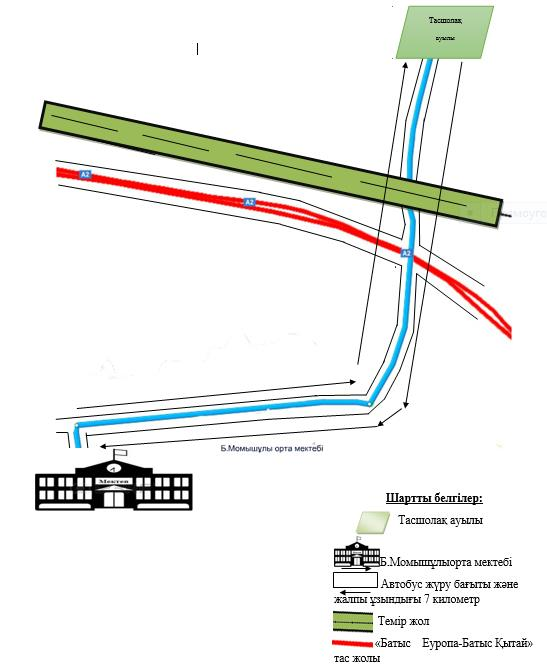 Тасшолақ
ауылы
A2
A2
A2
Б.Момышұлы орта мектебі
Мектеп
Шартты белгілер:
Тасшолақ ауылы
Б.Момышұлыорта мектебі
Автобус жүру бағыты және
жалпы ұзындығы 7 километр
Темір жол
«Батыс Еуропа-Батыс Қытай»
тас жолы